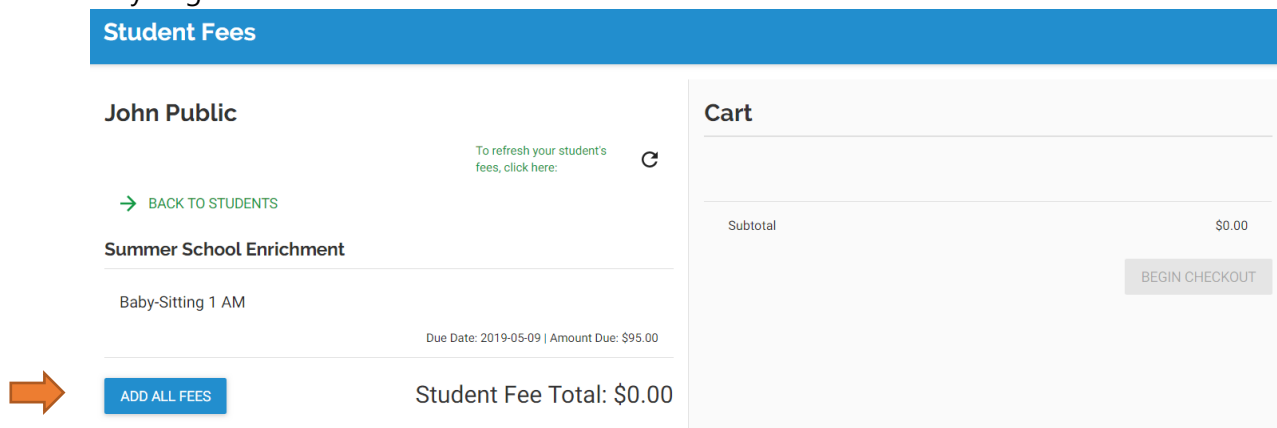 Student Fees
John Public
To refresh your student's
fees, click here:
BACK TO STUDENTS
Summer School Enrichment
Baby-Sitting 1 AM
Due Date: 2019-05-09 | Amount Due: $95.00
ADD ALL FEES
Student Fee Total: $0.00
Cart
Subtotal
$0.00
BEGIN CHECKOUT